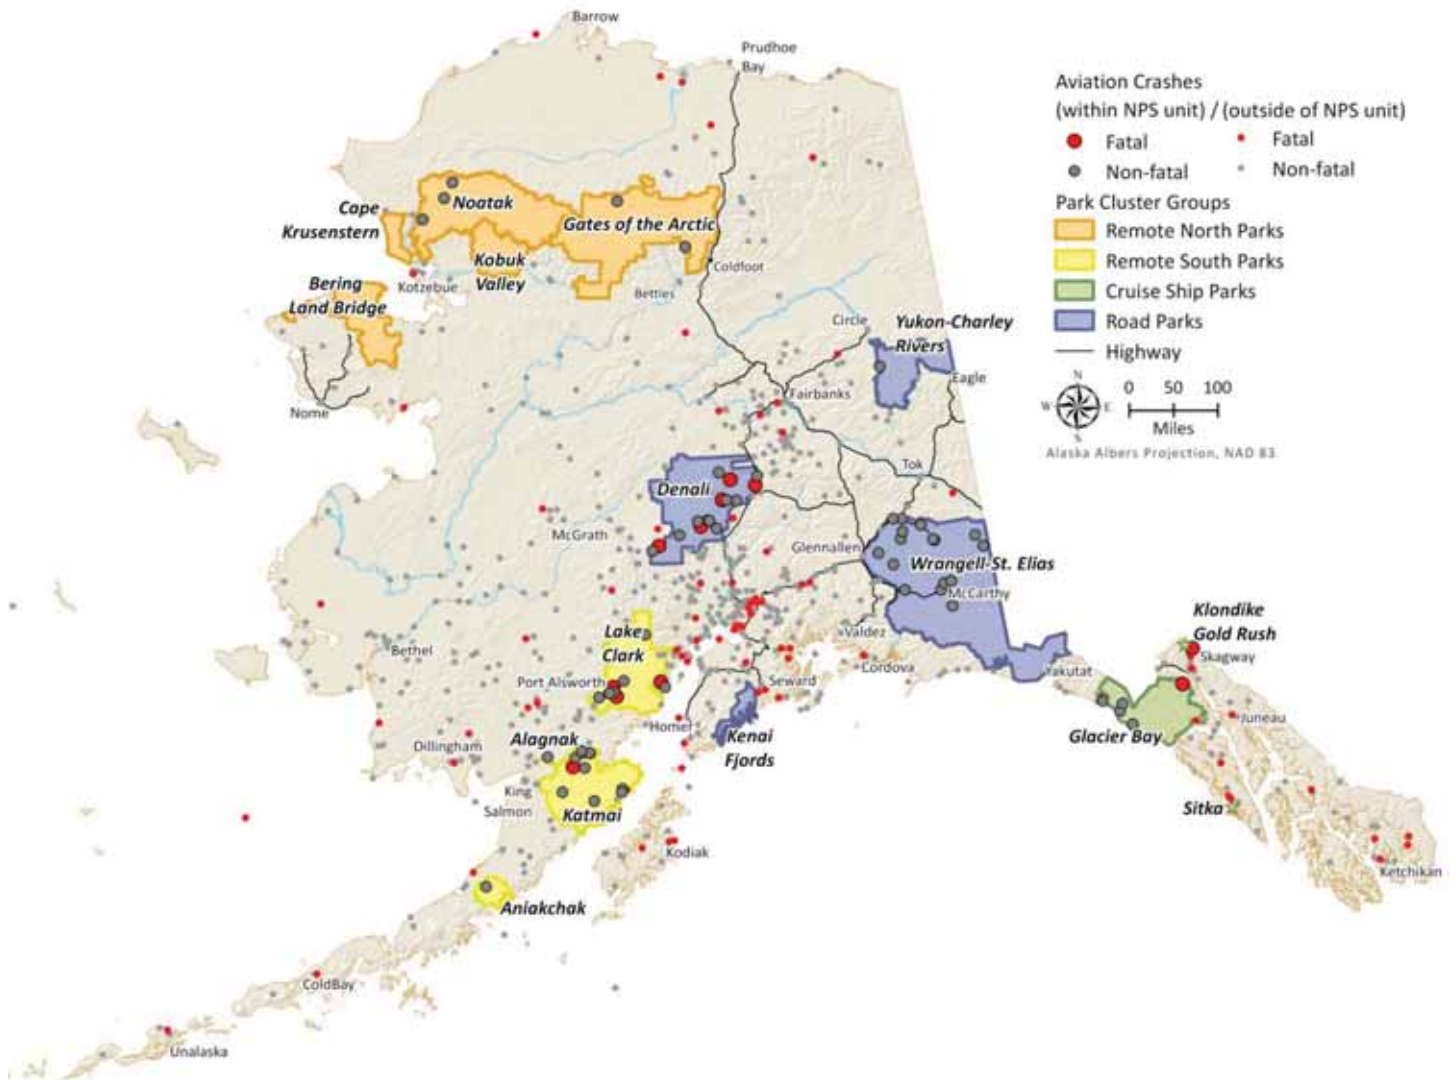 Barrow
Prudhoe
Bay
Aviation Crashes
(within NPS unit) / (outside of NPS unit)
Fatal
Fatal
Non-fatal
Non-fatal
Park Cluster Groups
Remote North Parks
Remote South Parks
Cruise Ship Parks
Road Parks
Highway
N
W
E
S
0 50 100
Miles
Alaska Albers Projection, NAD 83
Cape
Krusenstern
Noatak
Gates of the Arctic
Kobuk
Valley
Coldfoot
Bering
Land Bridge
Kotzebue
Bettles
Circle
Yukon-Charley
Rivers
Eagle
Fairbanks
Nome
Tok
Denali
McGrath
Glennallen
Wrangell-St. Elias
McCarthy
Klondike
Gold Rush
Skagway
Lake
Clark
Bethel
Valdez
Cordova
Yakutat
Port Alsworth
Seward
Homer
Juneau
Glacier Bay
Kenai
Fjords
Alagnak
Dillingham
King
Salmon
Katmai
Sitka
Kodiak
Ketchikan
Aniakchak
ColdBay
Unalaska